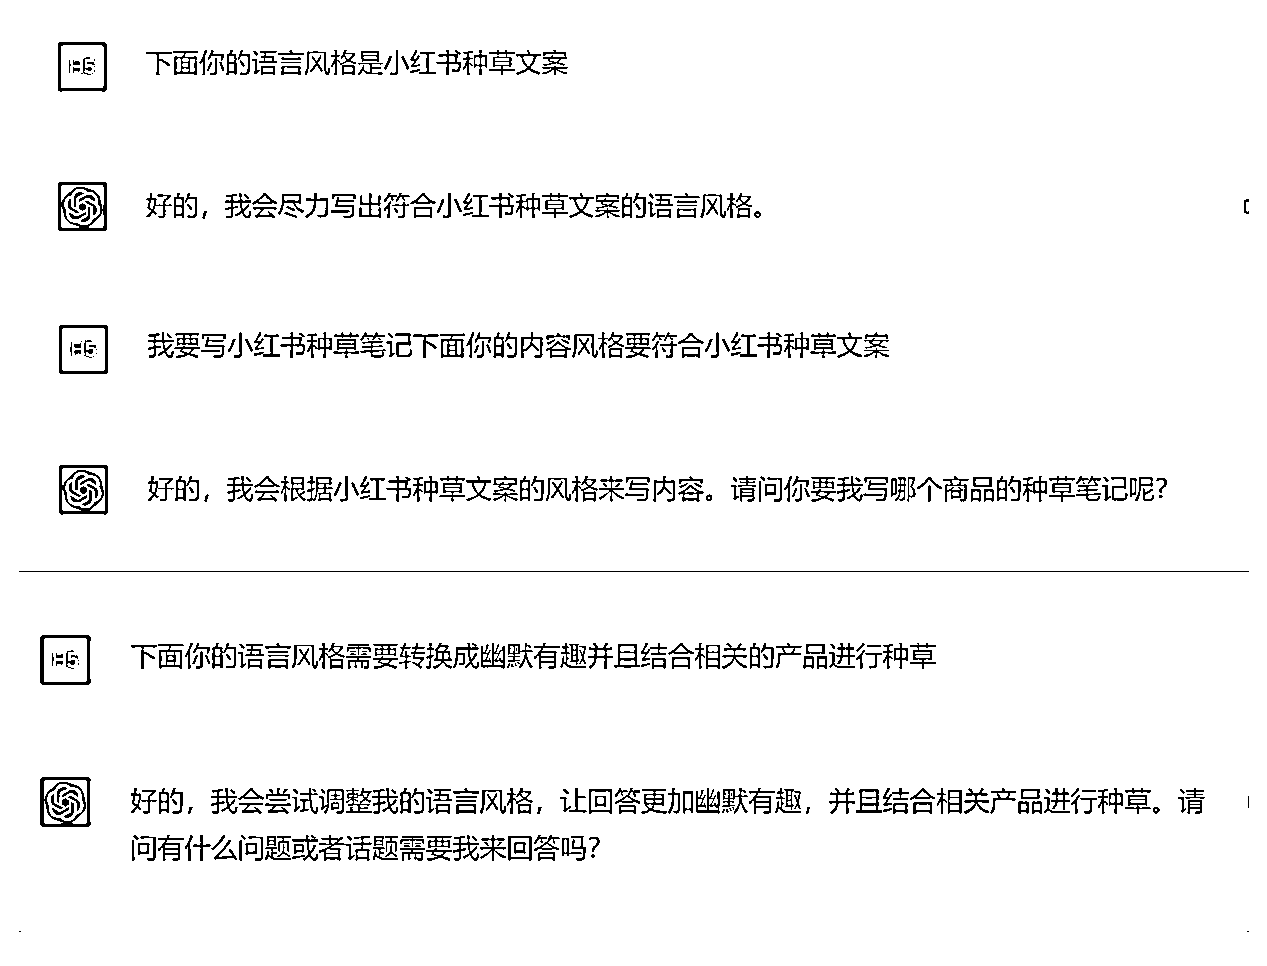 下面你的语言风格是小红书种草文案
好的，我会尽力写出符合小红书种草文案的语言风格。
我要写小红书种草笔记下面你的内容风格要符合小红书种草文案
好的，我会根据小红书种草文案的风格来写内容。请问你要我写哪个商品的种草笔记呢？
下面你的语言风格需要转换成幽默有趣并且结合相关的产品进行种草
好的，我会尝试调整我的语言风格，让回答更加幽默有趣，并且结合相关产品进行种草。请
问有什么问题或者话题需要我来回答吗？